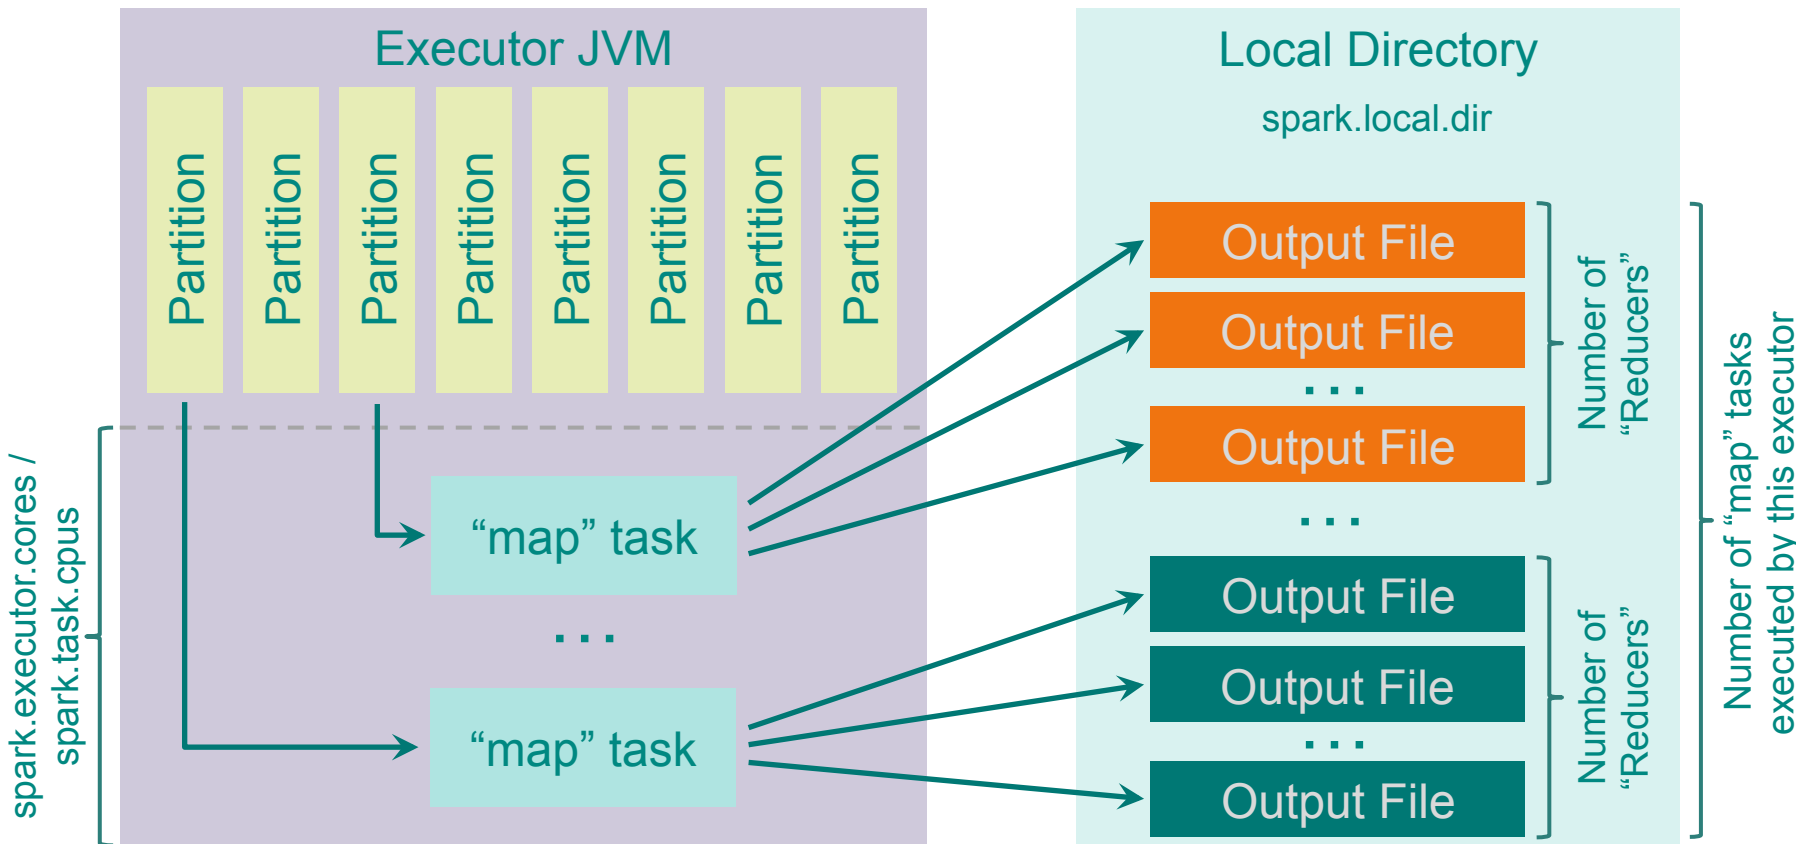 Executor JVM
Partition
Partition
Partition
Partition
Partition
Partition
Partition
Partition
spark.executor.cores /
spark.task.cpus
“map” task
...
“map” task
Local Directory
spark.local.dir
Output File
Output File
...
Output File
Number of
“Reducers”
...
Output File
Output File
...
Output File
Number of
“Reducers”
Number of “map” tasks
executed by this executor